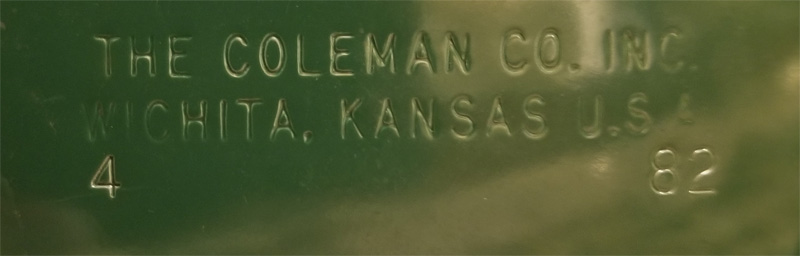 THE COLEMAN CO. INC.
WICHITA, KANSAS U.S.A
4 82